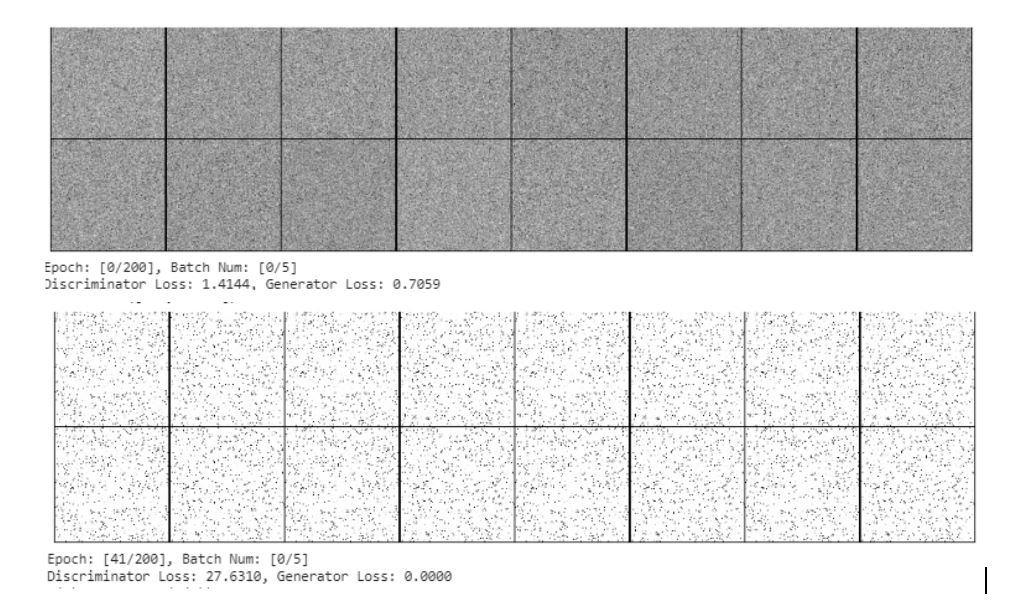 Epoch: [0/200], Batch Num: [0/5]
Discriminator Loss: 1.4144, Generator Loss: 0.7059
Epoch: [41/200], Batch Num: [0/5]
Discriminator Loss: 27.6310, Generator Loss: 0.0000